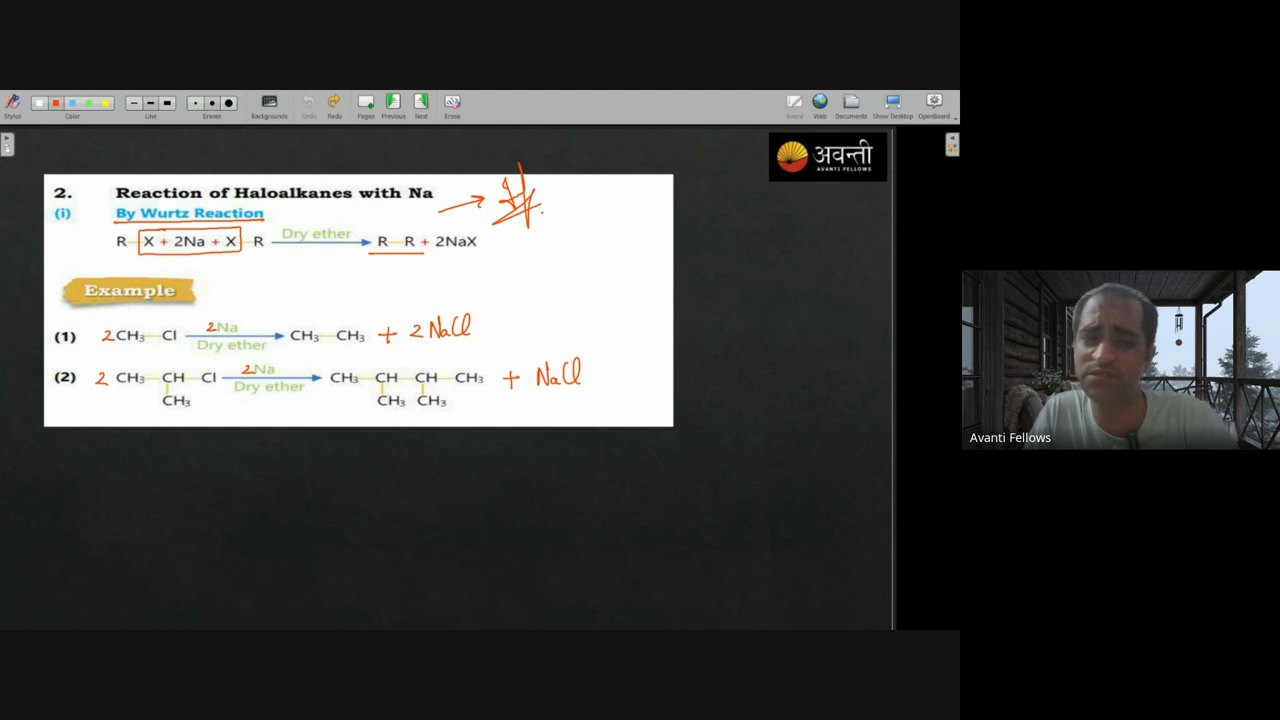 Stylus Color Line Eraser Backgrounds Undo Redo Pages Previous Next Erase Board Web Documents Show Desktop OpenBoard
अवन्ती
AVANTI FELLOWS
2. Reaction of Haloalkanes with Na
(i) By Wurtz Reaction
R X + 2Na + X R Dry ether R R + 2NaX
Example
(1) 2CH₃ Cl 2Na Dry ether CH₃ CH₃ + 2NaCl
(2) 2 CH₃ CH Cl 2Na Dry ether CH₃ CH CH CH₃ + NaCl
CH₃ CH₃ CH₃
Avanti Fellows